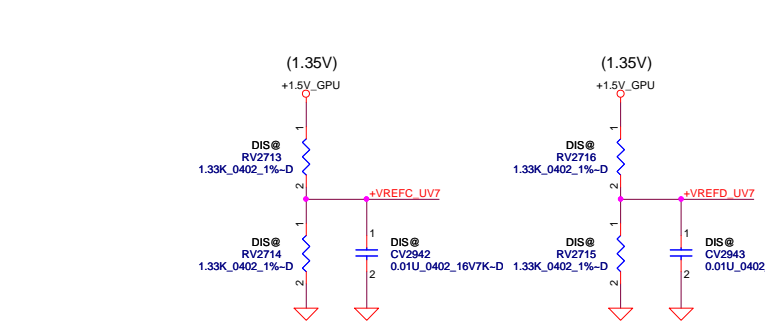 (1.35V)
+1.5V_GPU
1
DIS@
RV2713
1.33K_0402_1%~D
2
+VREFC_UV7
1
DIS@
RV2714
1.33K_0402_1%~D
2
1
DIS@
CV2942
0.01U_0402_16V7K~D
2
(1.35V)
+1.5V_GPU
1
DIS@
RV2716
1.33K_0402_1%~D
2
+VREFD_UV7
1
DIS@
RV2715
1.33K_0402_1%~D
2
1
DIS@
CV2943
0.01U_0402
2